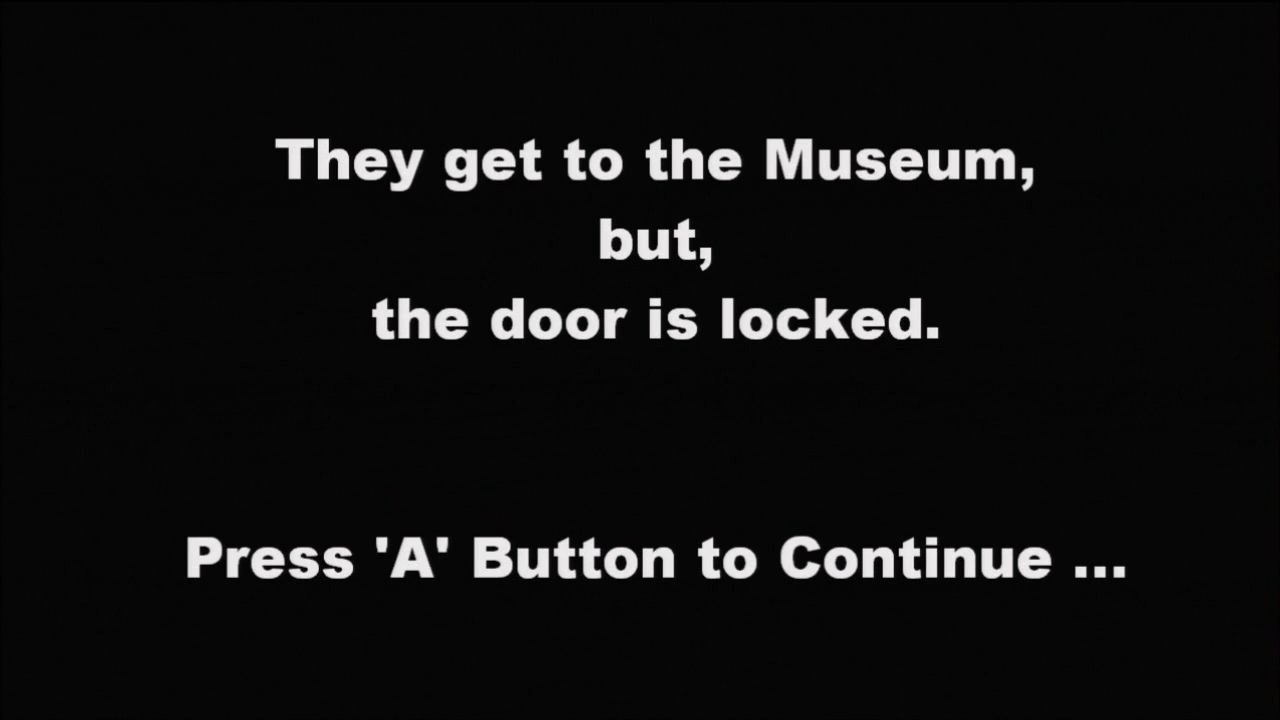 They get to the Museum,
but,
the door is locked.
Press 'A' Button to Continue ...